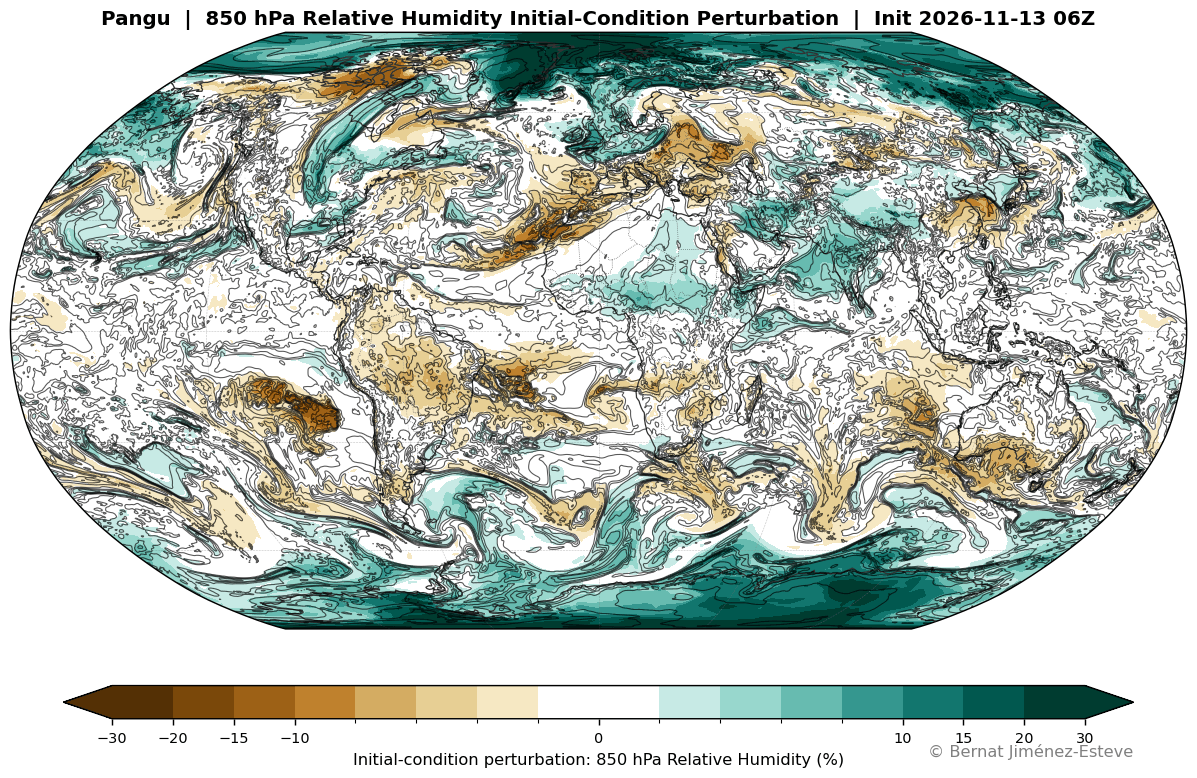 Pangu | 850 hPa Relative Humidity Initial-Condition Perturbation | Init 2026-11-13 06Z
−30 −20 −15 −10 0 10 15 20 30
Initial-condition perturbation: 850 hPa Relative Humidity (%)
© Bernat Jiménez-Esteve